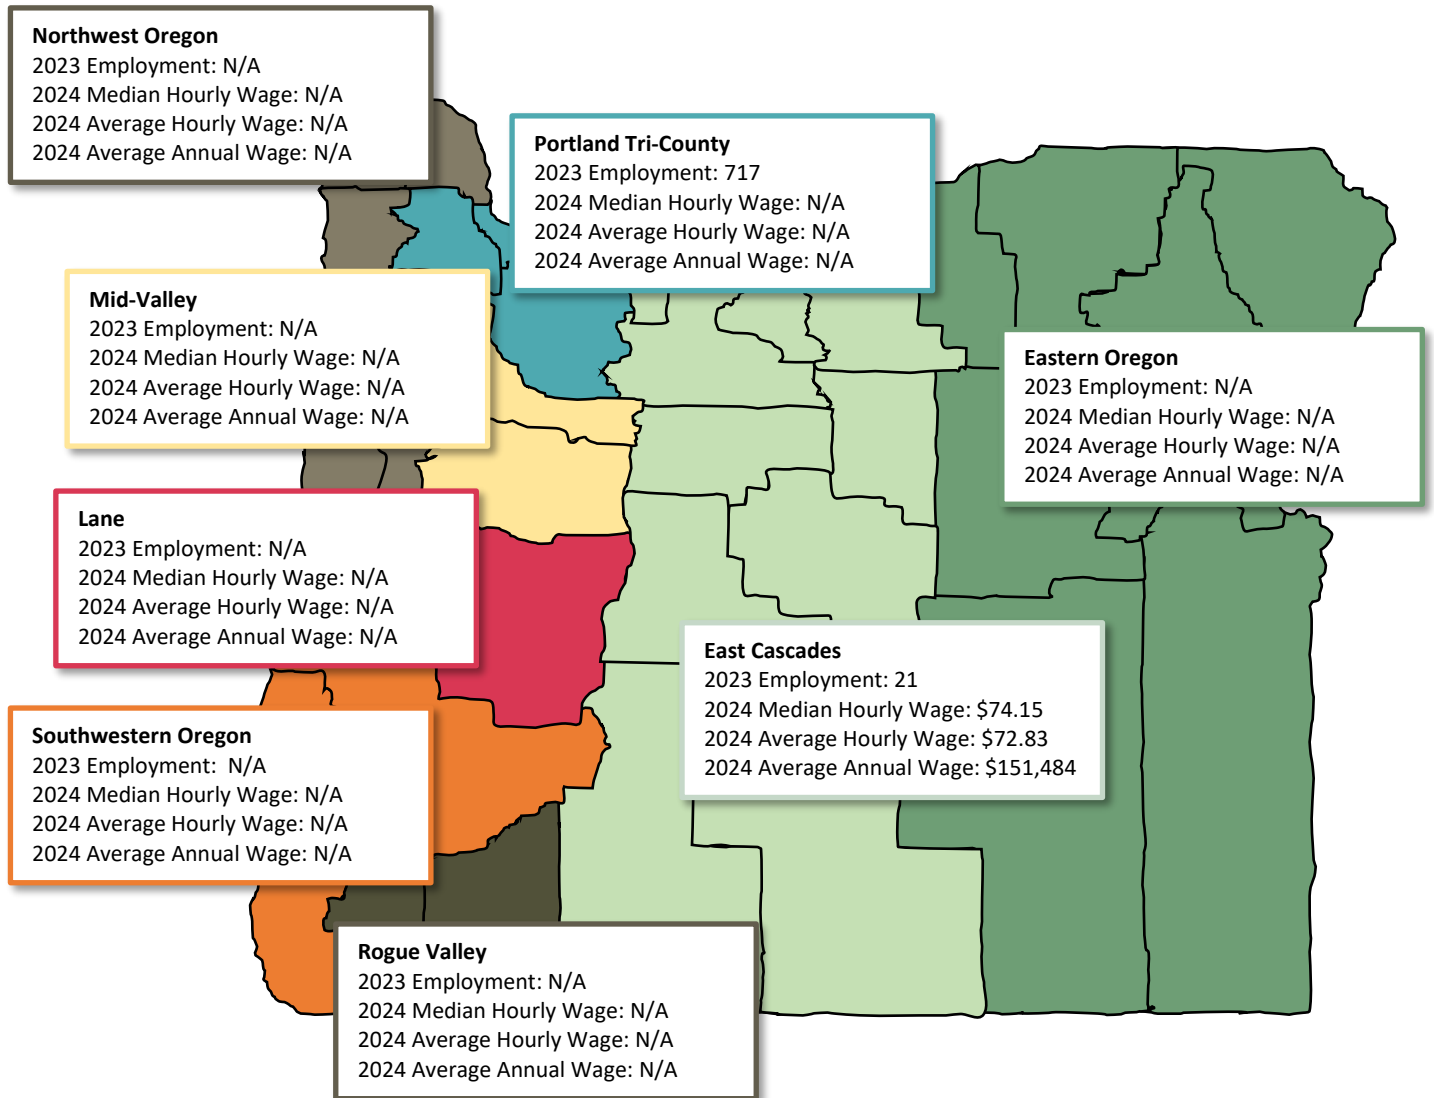 Northwest Oregon
2023 Employment: N/A
2024 Median Hourly Wage: N/A
2024 Average Hourly Wage: N/A
2024 Average Annual Wage: N/A
Portland Tri-County
2023 Employment: 717
2024 Median Hourly Wage: N/A
2024 Average Hourly Wage: N/A
2024 Average Annual Wage: N/A
Mid-Valley
2023 Employment: N/A
2024 Median Hourly Wage: N/A
2024 Average Hourly Wage: N/A
2024 Average Annual Wage: N/A
Eastern Oregon
2023 Employment: N/A
2024 Median Hourly Wage: N/A
2024 Average Hourly Wage: N/A
2024 Average Annual Wage: N/A
Lane
2023 Employment: N/A
2024 Median Hourly Wage: N/A
2024 Average Hourly Wage: N/A
2024 Average Annual Wage: N/A
East Cascades
2023 Employment: 21
2024 Median Hourly Wage: $74.15
2024 Average Hourly Wage: $72.83
2024 Average Annual Wage: $151,484
Southwestern Oregon
2023 Employment: N/A
2024 Median Hourly Wage: N/A
2024 Average Hourly Wage: N/A
2024 Average Annual Wage: N/A
Rogue Valley
2023 Employment: N/A
2024 Median Hourly Wage: N/A
2024 Average Hourly Wage: N/A
2024 Average Annual Wage: N/A